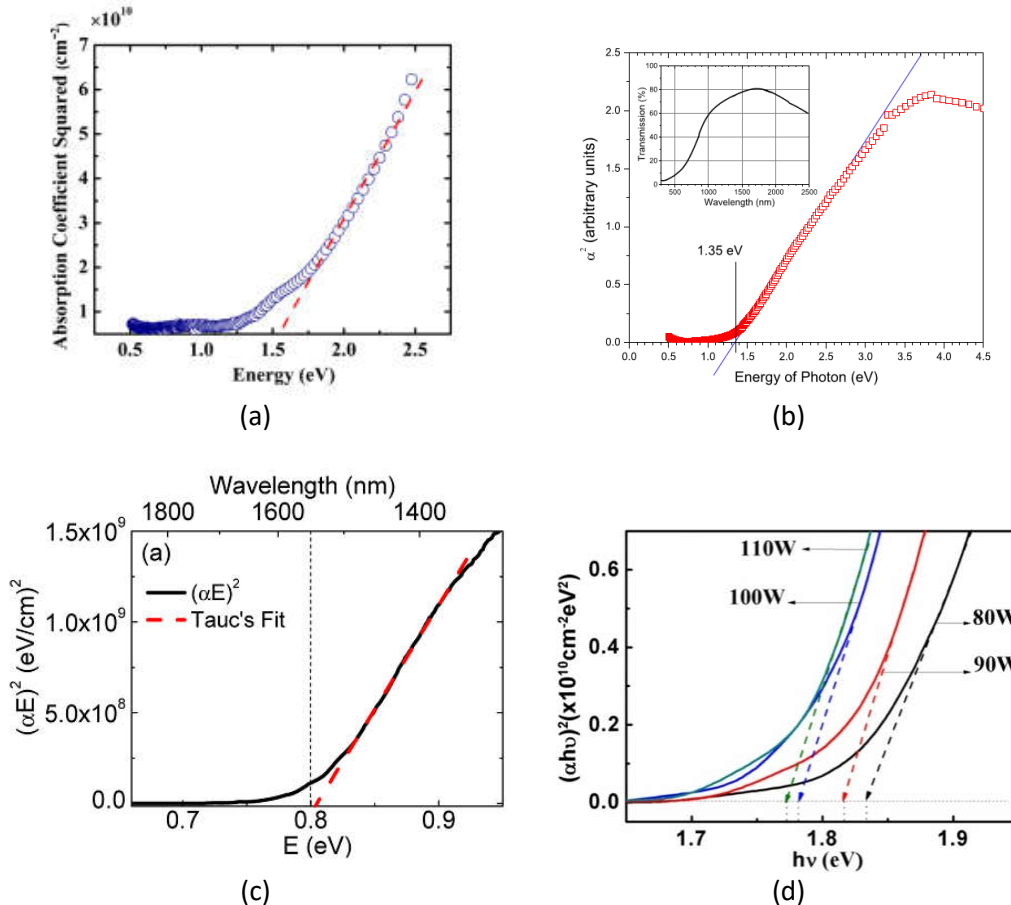 ×10^10
Absorption Coefficient Squared (cm^-2)
7
6
5
4
3
2
1
0.5 1.0 1.5 2.0 2.5
Energy (eV)
(a)
α^2 (arbitrary units)
2.5
2.0
1.5
1.0
0.5
0.0
Transmission (%)
100
80
60
40
20
0
500 1000 1500 2000 2500
Wavelength (nm)
1.35 eV
0.0 0.5 1.0 1.5 2.0 2.5 3.0 3.5 4.0 4.5
Energy of Photon (eV)
(b)
Wavelength (nm)
1800 1600 1400
(αE)^2 (eV/cm)^2
1.5x10^9
1.0x10^9
5.0x10^8
0.0
(a)
(αE)^2
Tauc's Fit
0.7 0.8 0.9
E (eV)
(c)
(αhυ)^2(x10^10cm^-2eV^2)
0.6
0.4
0.2
0.0
110W
100W
80W
90W
1.7 1.8 1.9
hν (eV)
(d)